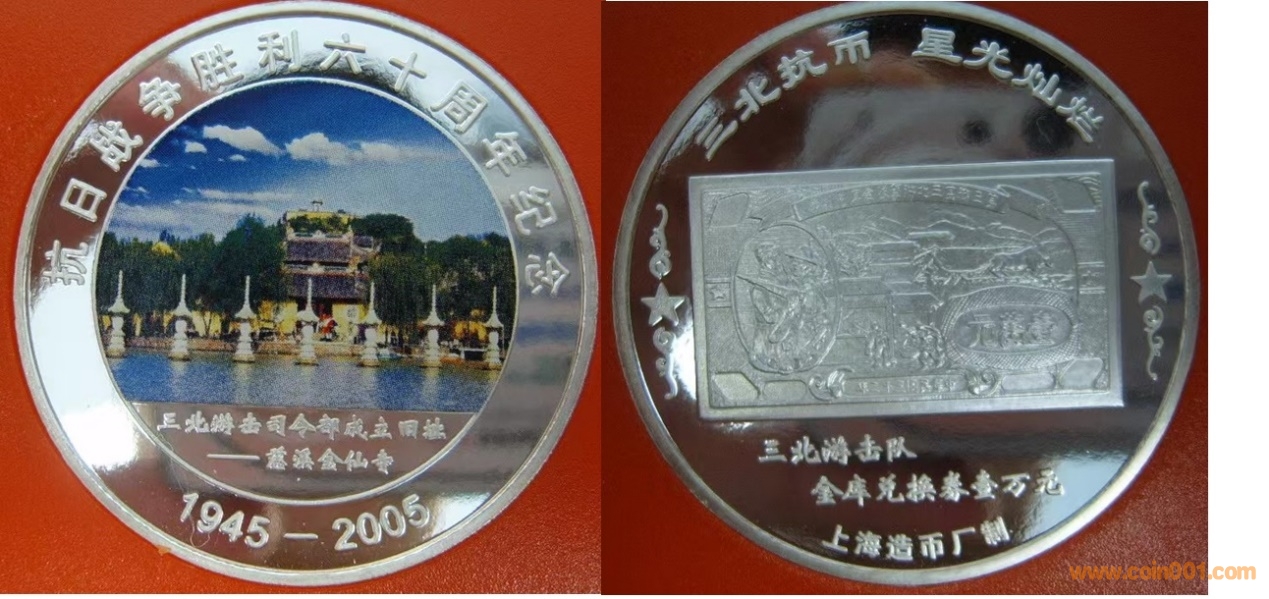 抗日战争胜利六十周年纪念
三北游击司令部成立旧址
——慈溪金仙寺
1945-2005
三北抗币 星光灿烂
三北游击队
金库兑换券壹万元
上海造币厂制
www.coin001.com